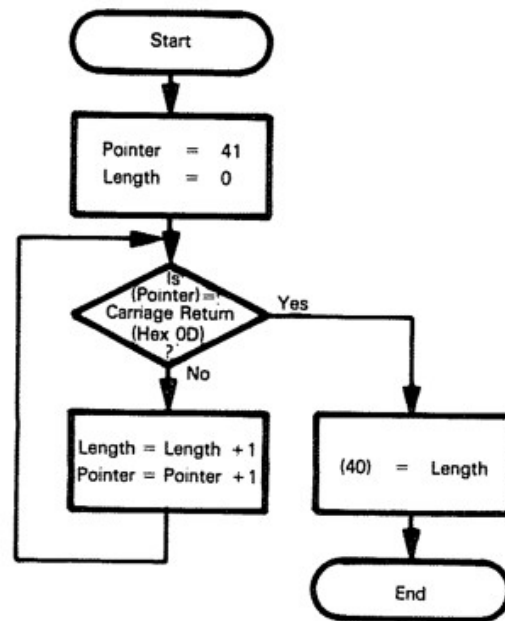 Start
Pointer = 41
Length = 0
Is
(Pointer) =
Carriage Return
(Hex 0D)
?
Yes
No
Length = Length + 1
Pointer = Pointer + 1
(40) = Length
End